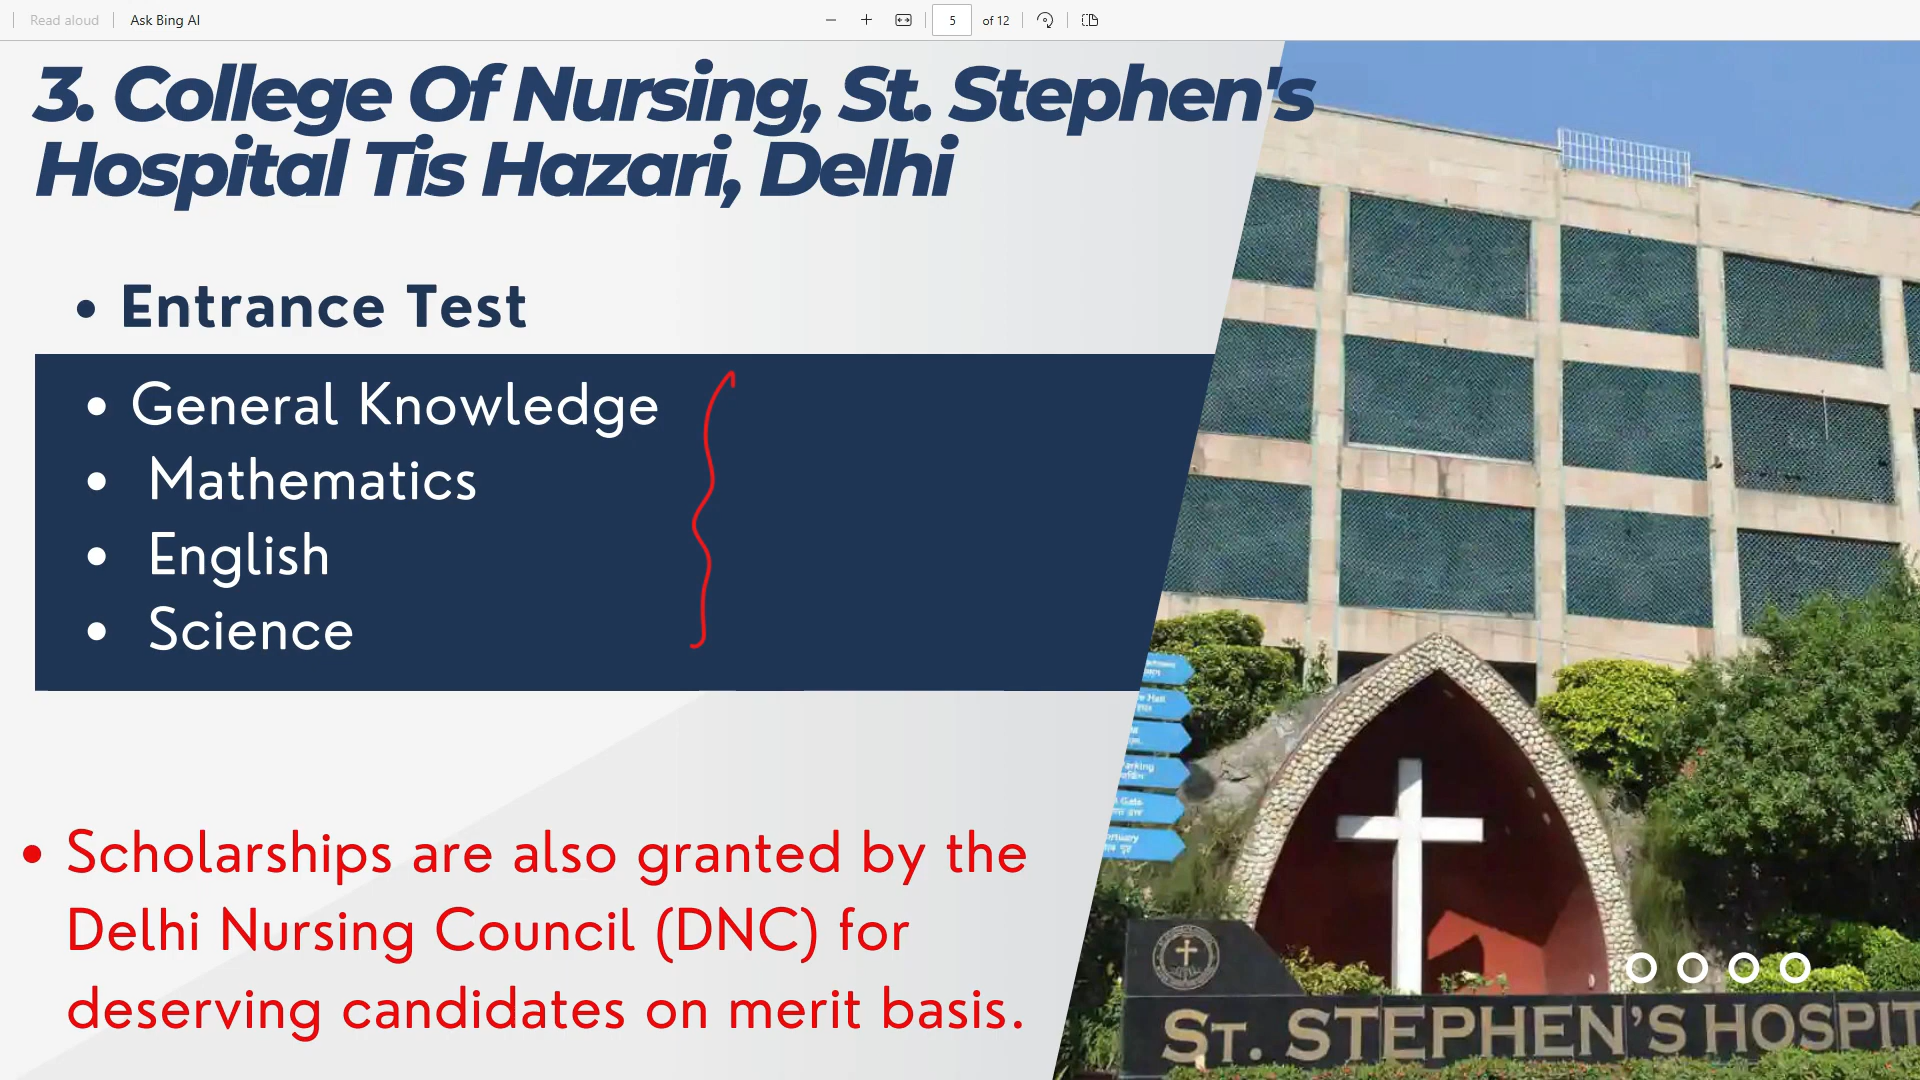 Read aloud
Ask Bing AI
5
of 12
3. College Of Nursing, St. Stephen's
Hospital Tis Hazari, Delhi
• Entrance Test
• General Knowledge
• Mathematics
• English
• Science
• Scholarships are also granted by the
Delhi Nursing Council (DNC) for
deserving candidates on merit basis.
Parking
Gate
ST. STEPHEN'S HOSPIT